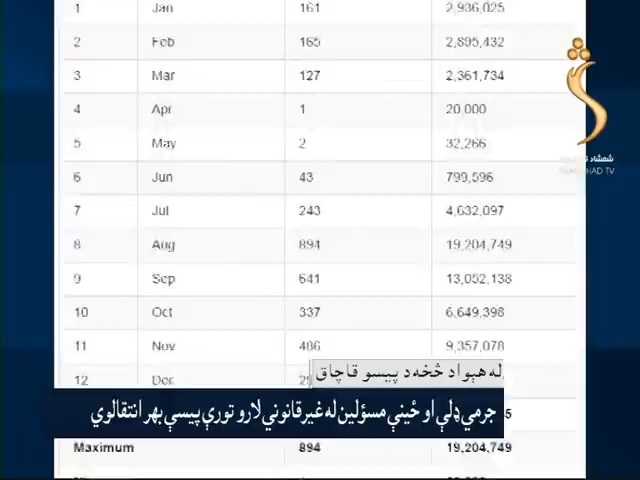 1 Jan 161 2,936,025
2 Feb 165 2,895,432
3 Mar 127 2,361,734
4 Apr 1 20,000
5 May 2 32,266
6 Jun 43 799,596
7 Jul 243 4,632,097
8 Aug 894 19,204,749
9 Sep 641 13,052,138
10 Oct 337 6,649,398
11 Nov 486 9,357,078
12 Dec
Maximum 894 19,204,749
شمشاد
TV
له هېواد څخه د پیسو قاچاق
جرمي ډلې او ځینې مسؤلین له غیرقانوني لارو تورې پیسې بهر انتقالوي